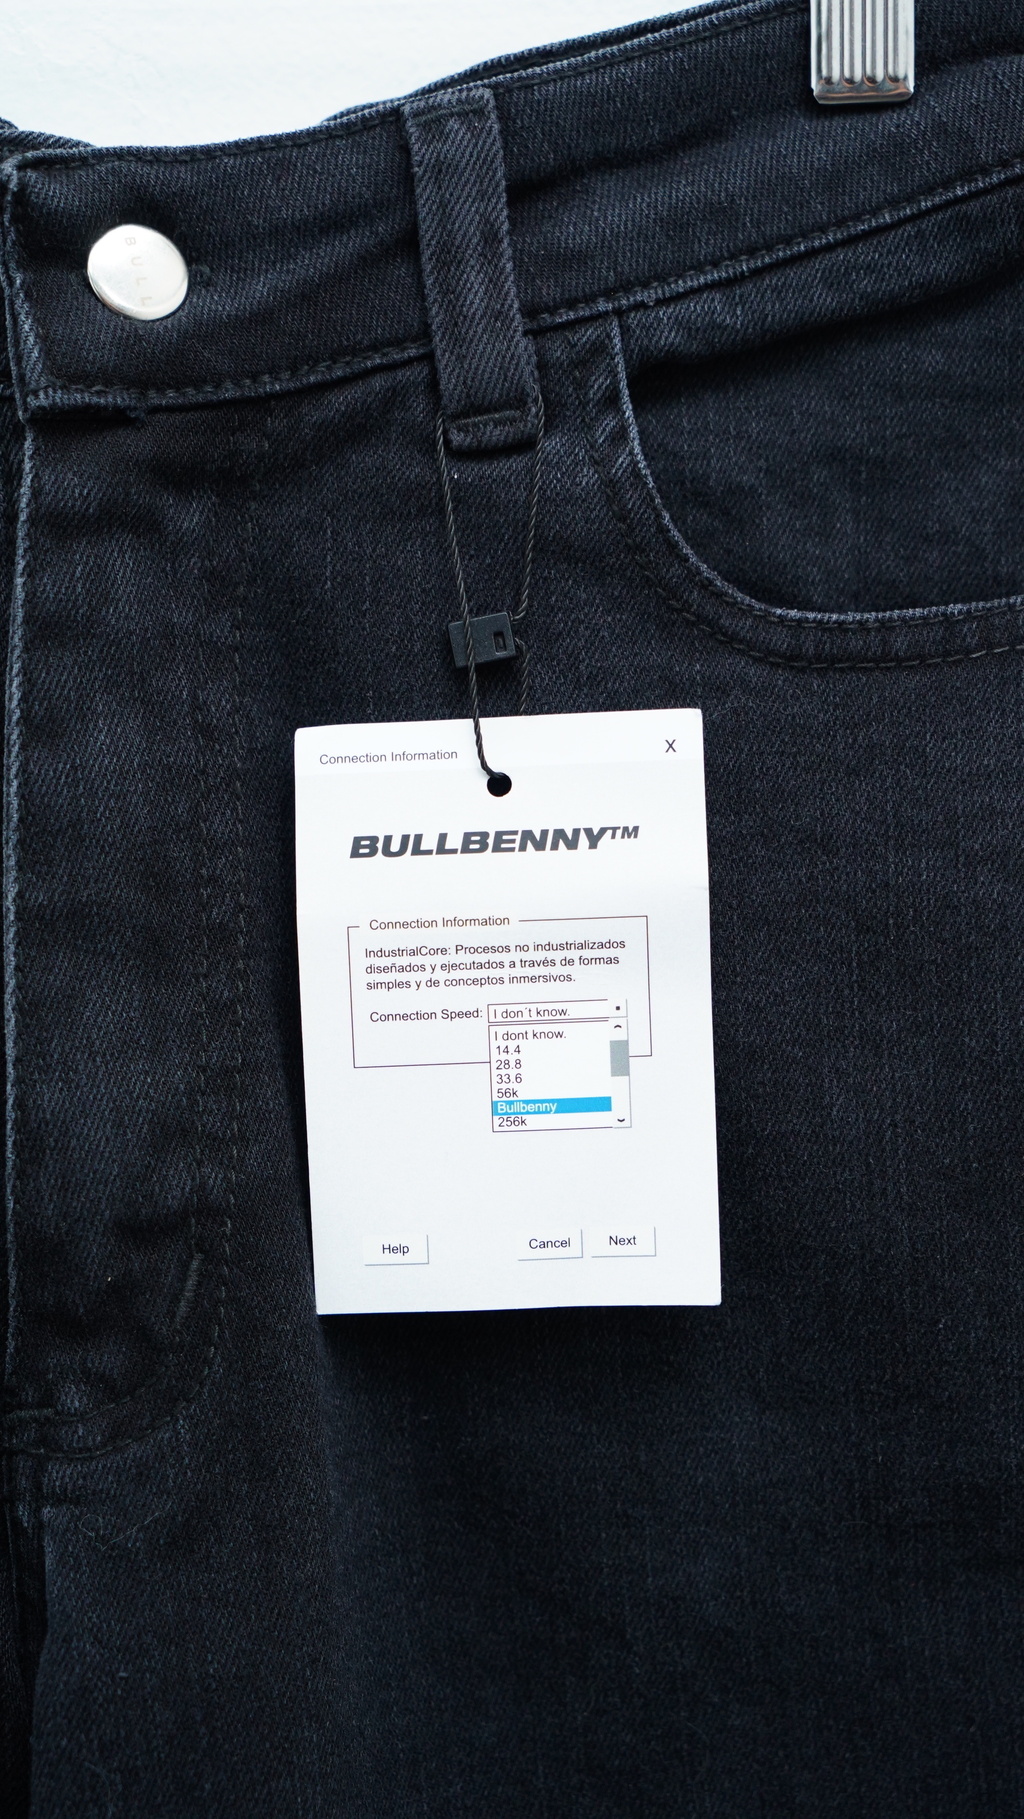 BULL
Connection Information X
BULLBENNY™
Connection Information
IndustrialCore: Procesos no industrializados
diseñados y ejecutados a través de formas
simples y de conceptos inmersivos.
Connection Speed: I don´t know.
I dont know.
14.4
28.8
33.6
56k
Bullbenny
256k
Help Cancel Next